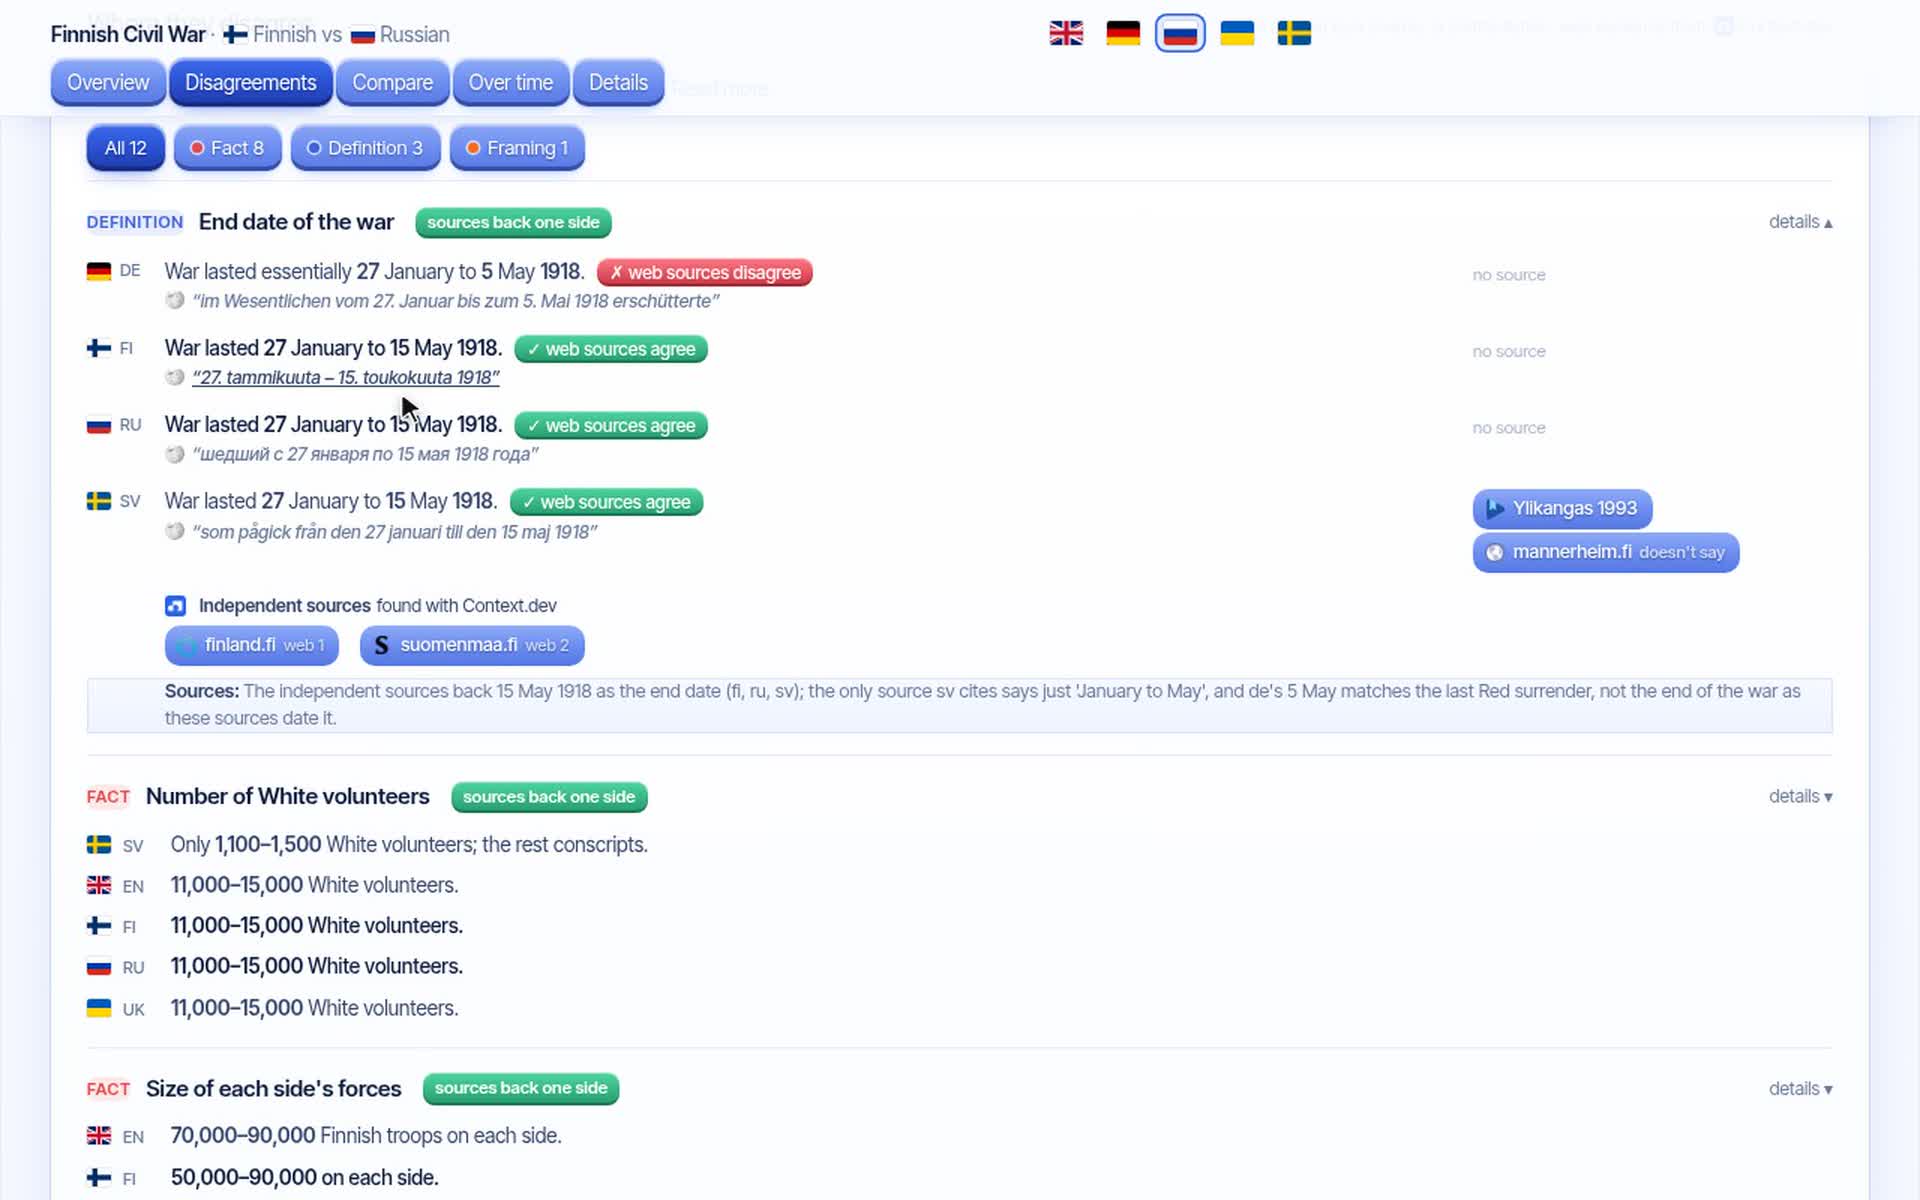 Finnish Civil War · Finnish vs Russian
Overview Disagreements Compare Over time Details
Read more
All 12 Fact 8 Definition 3 Framing 1
DEFINITION End date of the war sources back one side details ▴
DE War lasted essentially 27 January to 5 May 1918. ✗ web sources disagree no source
“im Wesentlichen vom 27. Januar bis zum 5. Mai 1918 erschütterte”
FI War lasted 27 January to 15 May 1918. ✓ web sources agree no source
“27. tammikuuta – 15. toukokuuta 1918”
RU War lasted 27 January to 15 May 1918. ✓ web sources agree no source
“шедший с 27 января по 15 мая 1918 года”
SV War lasted 27 January to 15 May 1918. ✓ web sources agree Ylikangas 1993
“som pågick från den 27 januari till den 15 maj 1918”
mannerheim.fi doesn't say
Independent sources found with Context.dev
finland.fi web 1 suomenmaa.fi web 2
Sources: The independent sources back 15 May 1918 as the end date (fi, ru, sv); the only source sv cites says just 'January to May', and de's 5 May matches the last Red surrender, not the end of the war as
these sources date it.
FACT Number of White volunteers sources back one side details ▾
SV Only 1,100–1,500 White volunteers; the rest conscripts.
EN 11,000–15,000 White volunteers.
FI 11,000–15,000 White volunteers.
RU 11,000–15,000 White volunteers.
UK 11,000–15,000 White volunteers.
FACT Size of each side's forces sources back one side details ▾
EN 70,000–90,000 Finnish troops on each side.
FI 50,000–90,000 on each side.